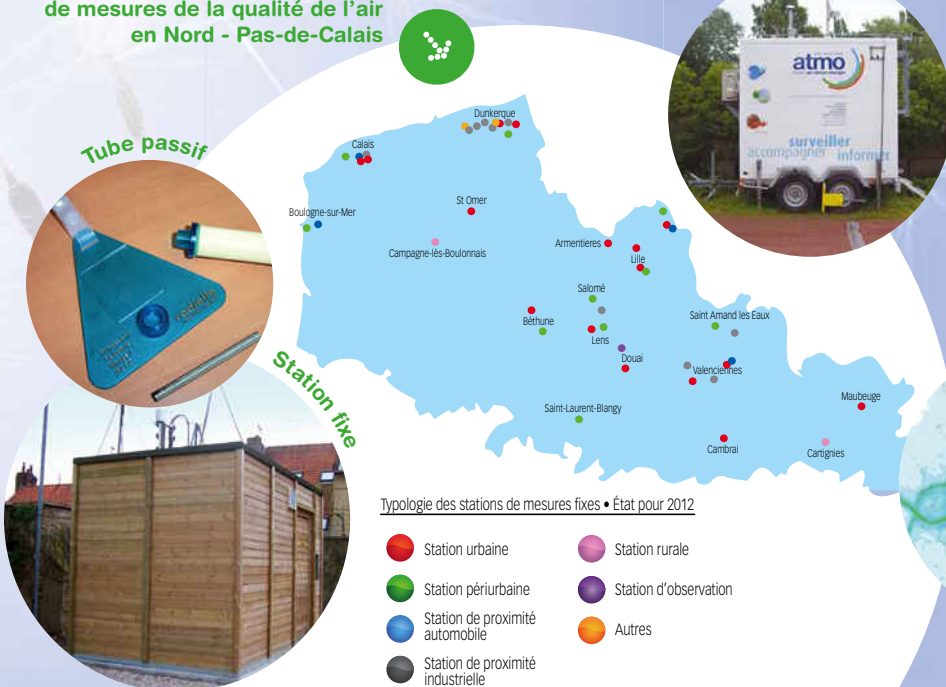 de mesures de la qualité de l'air
en Nord - Pas-de-Calais
Tube passif
Station fixe
atmo
surveiller
accompagner informer
Dunkerque
Calais
Boulogne-sur-Mer
St Omer
Campagne-lès-Boulonnais
Armentieres
Lille
Salomé
Béthune
Lens
Douai
Saint Amand les Eaux
Valenciennes
Maubeuge
Saint-Laurent-Blangy
Cambrai
Cartignies
Typologie des stations de mesures fixes • État pour 2012
Station urbaine
Station périurbaine
Station de proximité
automobile
Station de proximité
industrielle
Station rurale
Station d'observation
Autres